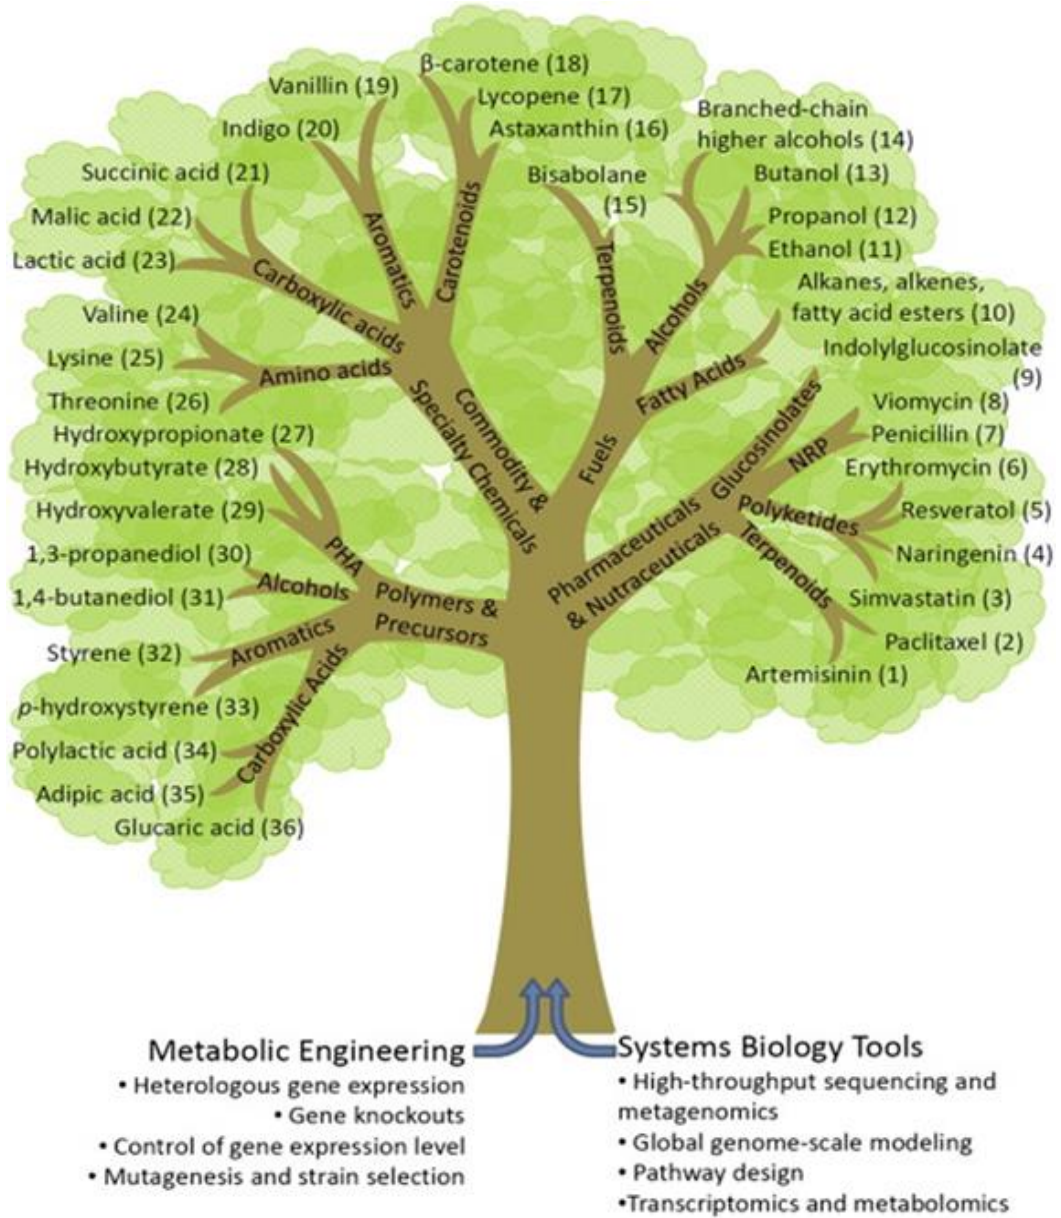 β-carotene (18)
Vanillin (19)
Lycopene (17)
Indigo (20)
Astaxanthin (16)
Branched-chain
higher alcohols (14)
Succinic acid (21)
Bisabolane
(15)
Butanol (13)
Malic acid (22)
Propanol (12)
Lactic acid (23)
Ethanol (11)
Aromatics
Carotenoids
Terpenoids
Alcohols
Carboxylic acids
Alkanes, alkenes,
fatty acid esters (10)
Valine (24)
Lysine (25)
Amino acids
Fatty Acids
Indolylglucosinolate
(9)
Threonine (26)
Viomycin (8)
Hydroxypropionate (27)
Commodity &
Specialty Chemicals
Fuels
Glucosinolates
NRP
Penicillin (7)
Hydroxybutyrate (28)
Erythromycin (6)
Hydroxyvalerate (29)
Polyketides
Resveratol (5)
1,3-propanediol (30)
PHA
Pharmaceuticals
& Nutraceuticals
Terpenoids
Naringenin (4)
1,4-butanediol (31)
Alcohols
Polymers &
Precursors
Simvastatin (3)
Styrene (32)
Aromatics
Paclitaxel (2)
Artemisinin (1)
p-hydroxystyrene (33)
Carboxylic Acids
Polylactic acid (34)
Adipic acid (35)
Glucaric acid (36)
Metabolic Engineering
• Heterologous gene expression
• Gene knockouts
• Control of gene expression level
• Mutagenesis and strain selection
Systems Biology Tools
• High-throughput sequencing and
metagenomics
• Global genome-scale modeling
• Pathway design
•Transcriptomics and metabolomics